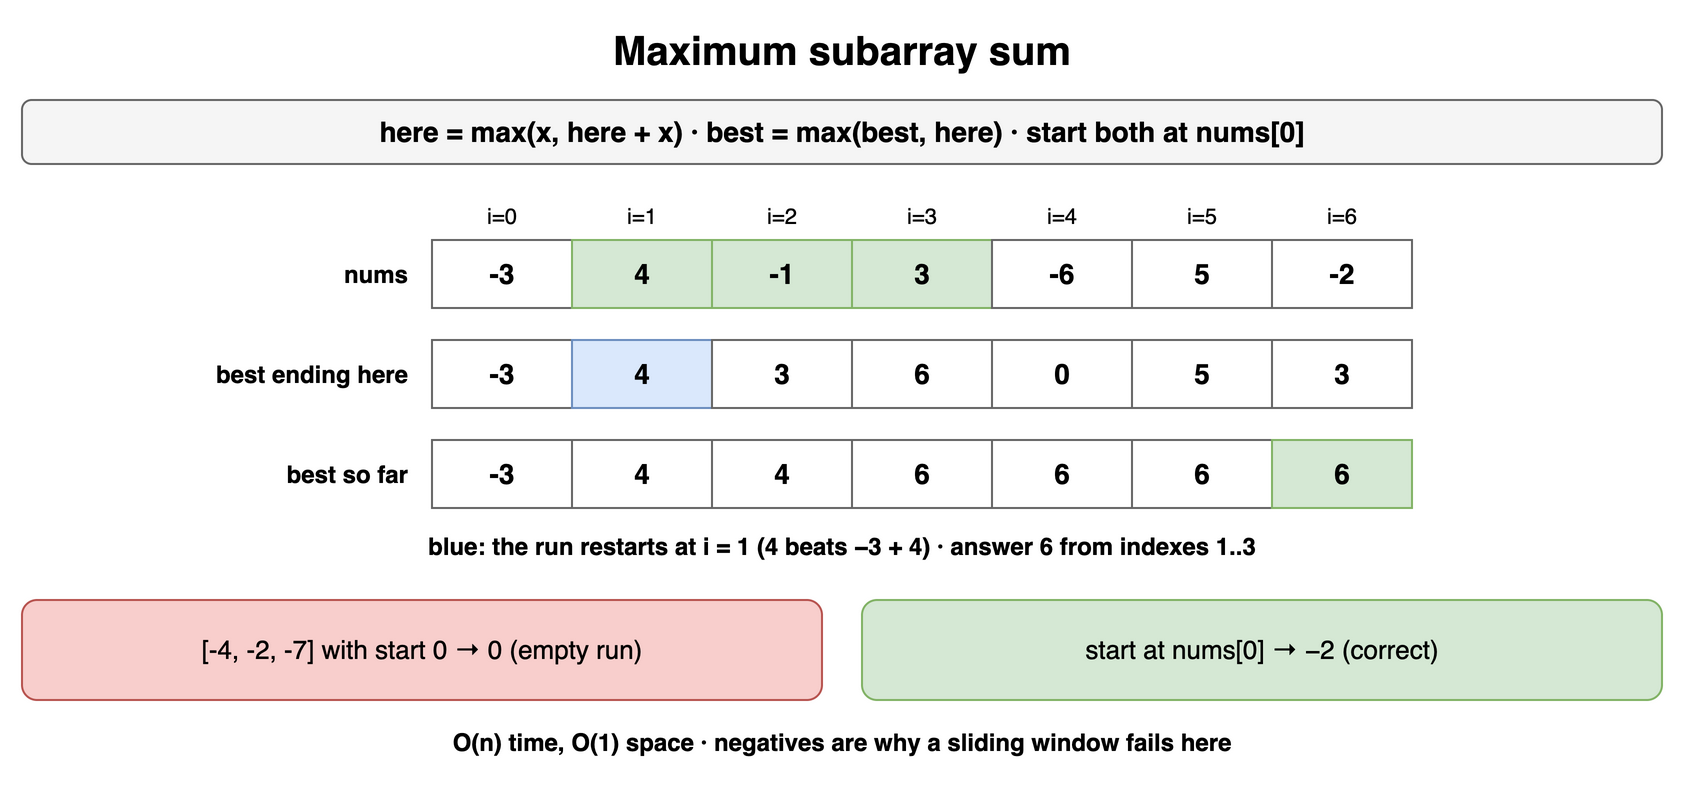 Maximum subarray sum
here = max(x, here + x) · best = max(best, here) · start both at nums[0]
i=0 i=1 i=2 i=3 i=4 i=5 i=6
nums -3 4 -1 3 -6 5 -2
best ending here -3 4 3 6 0 5 3
best so far -3 4 4 6 6 6 6
blue: the run restarts at i = 1 (4 beats −3 + 4) · answer 6 from indexes 1..3
[-4, -2, -7] with start 0 → 0 (empty run)
start at nums[0] → −2 (correct)
O(n) time, O(1) space · negatives are why a sliding window fails here